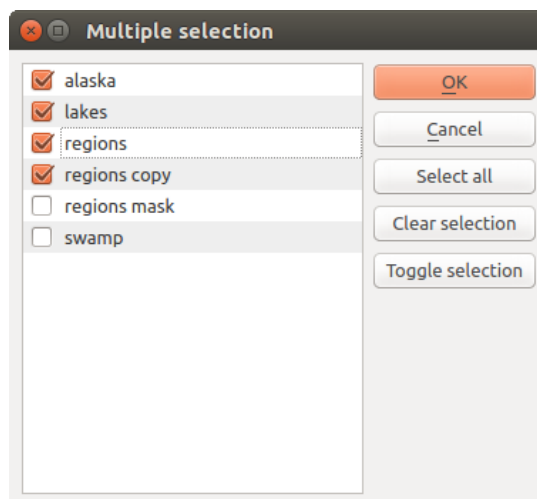 Multiple selection
alaska
lakes
regions
regions copy
regions mask
swamp
OK
Cancel
Select all
Clear selection
Toggle selection